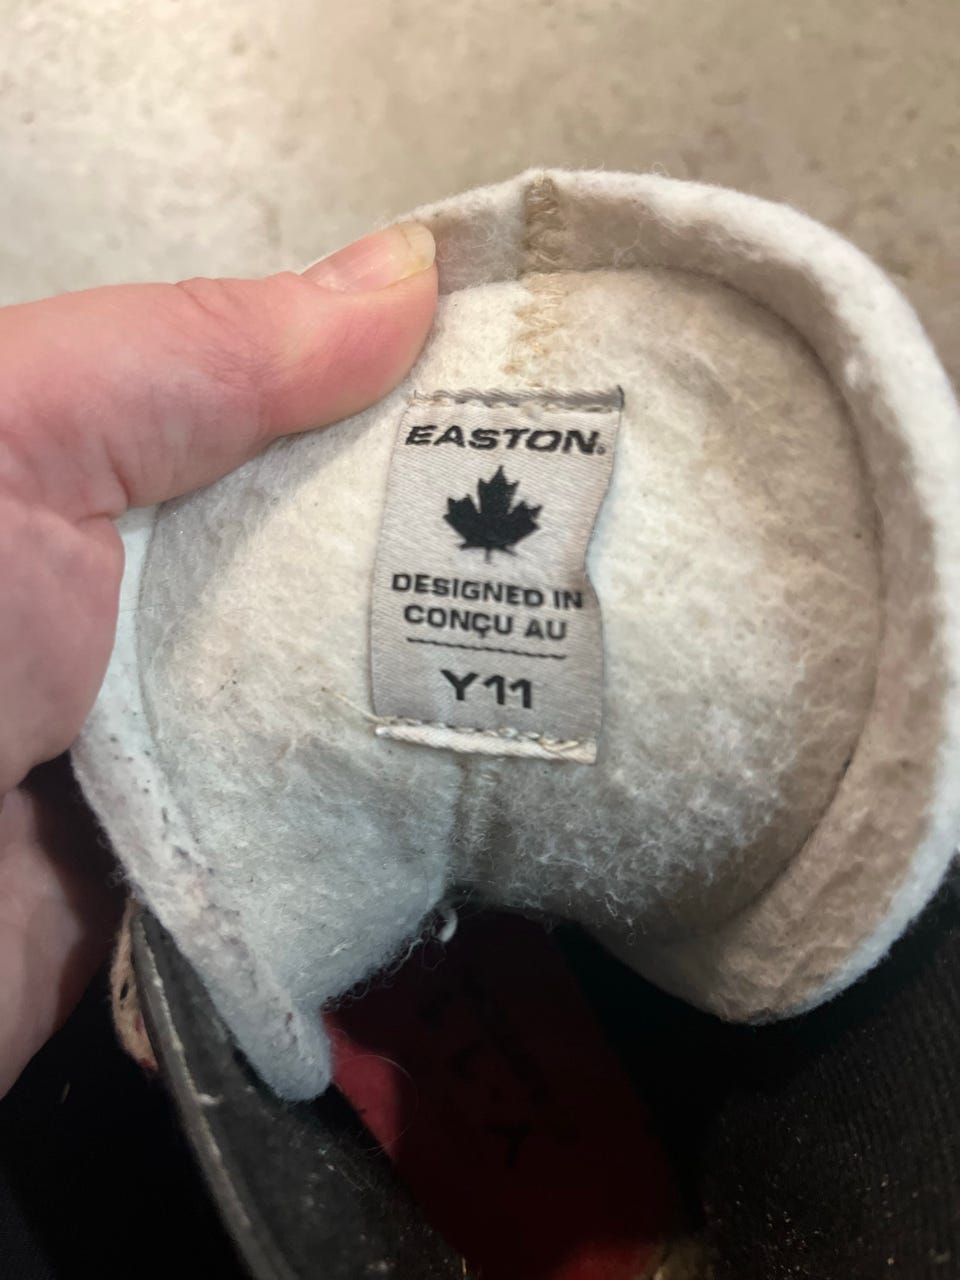 EASTON
DESIGNED IN
CONÇU AU
Y11